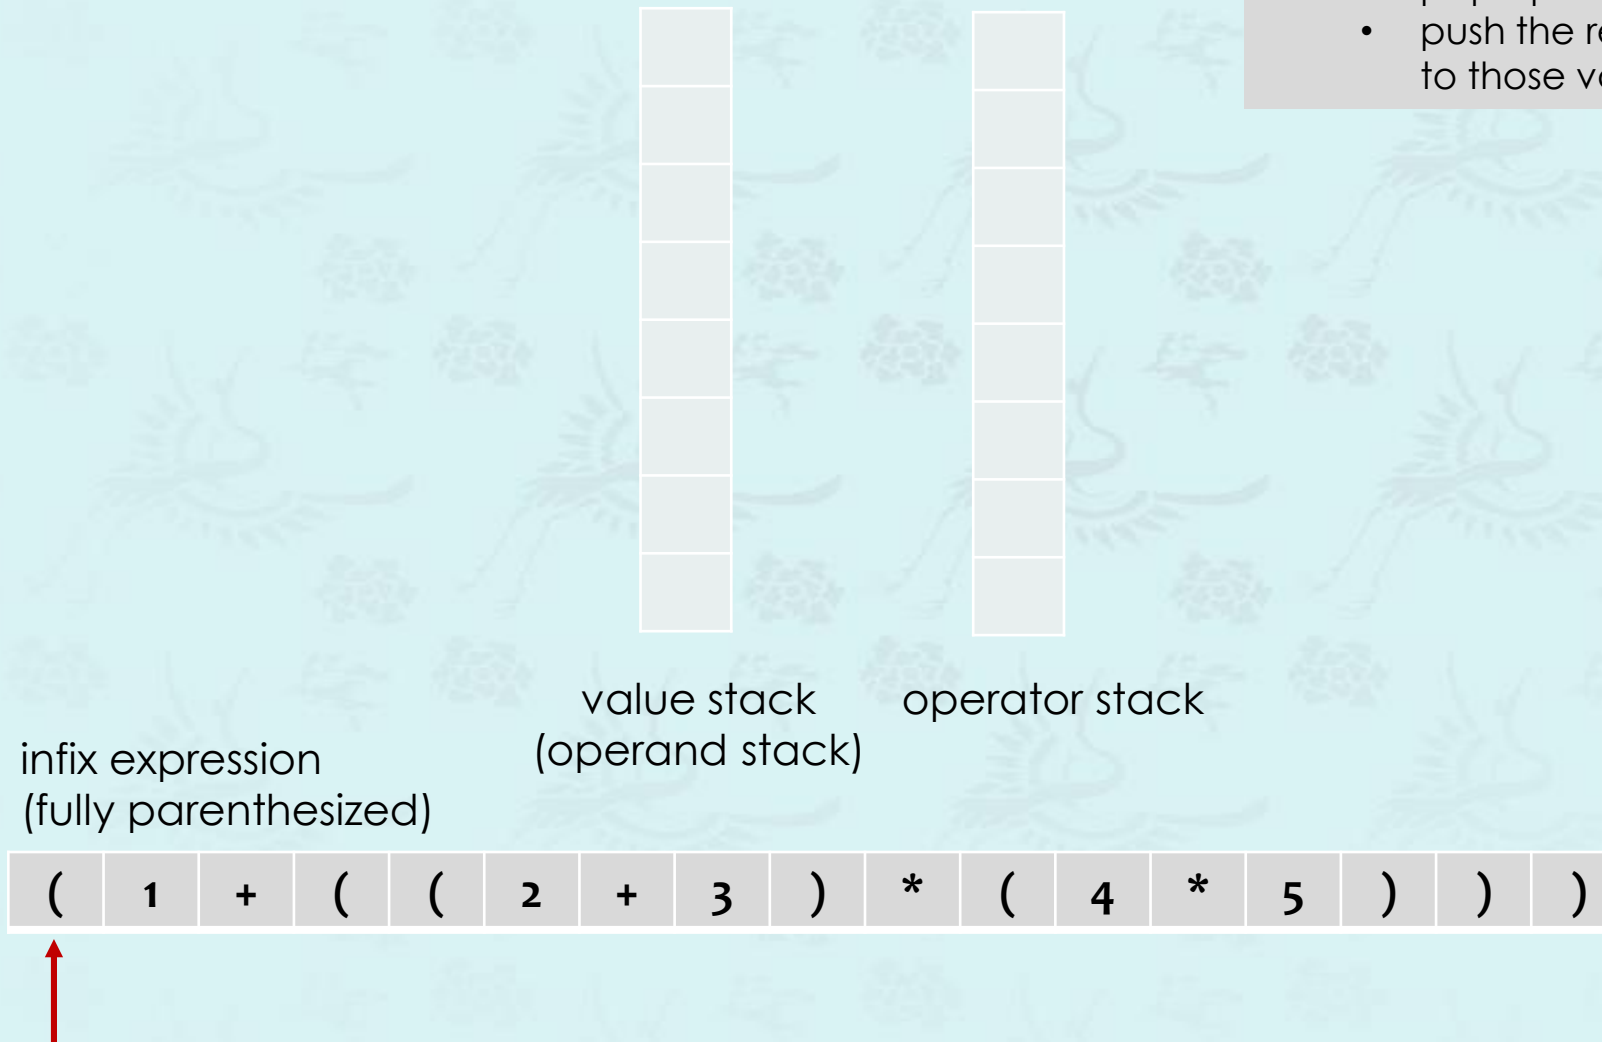 • push the re
to those v
value stack
(operand stack)
operator stack
infix expression
(fully parenthesized)
( 1 + ( ( 2 + 3 ) * ( 4 * 5 ) ) )